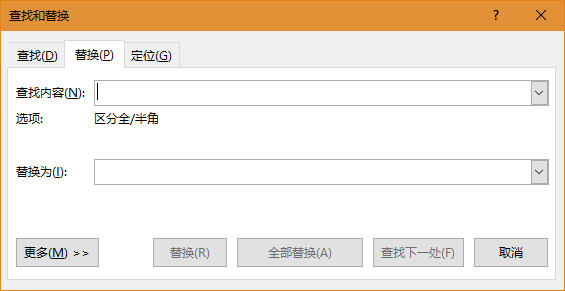 查找和替换
查找(D) 替换(P) 定位(G)
查找内容(N):
选项: 区分全/半角
替换为(I):
更多(M) >> 替换(R) 全部替换(A) 查找下一处(F) 取消